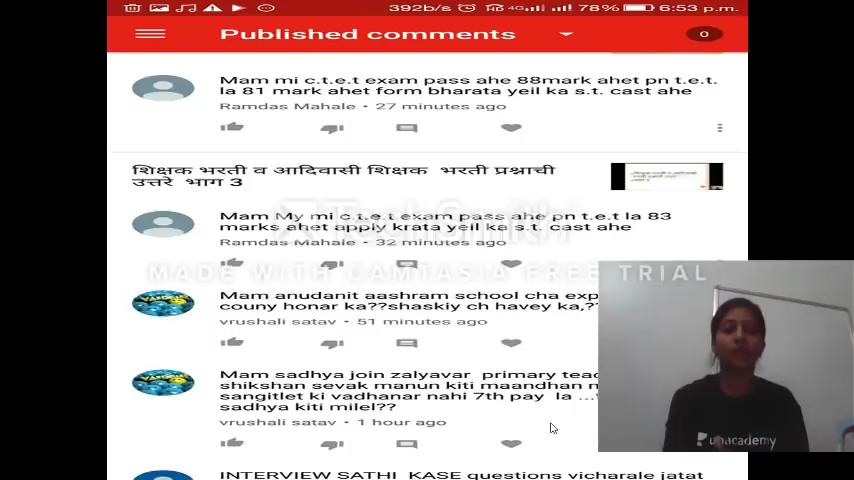 392b/s 4G 78% 6:53 p.m.
Published comments
0
Mam mi c.t.e.t exam pass ahe 88mark ahet pn t.e.t.
la 81 mark ahet form bharata yeil ka s.t. cast ahe
Ramdas Mahale • 27 minutes ago
शिक्षक भरती व आदिवासी शिक्षक भरती प्रश्नाची
उत्तरे भाग 3
Mam My mi c.t.e.t exam pass ahe pn t.e.t la 83
marks ahet apply krata yeil ka s.t. cast ahe
Ramdas Mahale • 32 minutes ago
TechSmith
MADE WITH CAMTASIA FREE TRIAL
Mam anudanit aashram school cha exp
couny honar ka??shaskiy ch havey ka,?
vrushali satav • 51 minutes ago
Mam sadhya join zalyavar primary teac
shikshan sevak manun kiti maandhan
sangitlet ki vadhanar nahi 7th pay la ...
sadhya kiti milel??
vrushali satav • 1 hour ago
unacademy
INTERVIEW SATHI KASE questions vicharale jatat